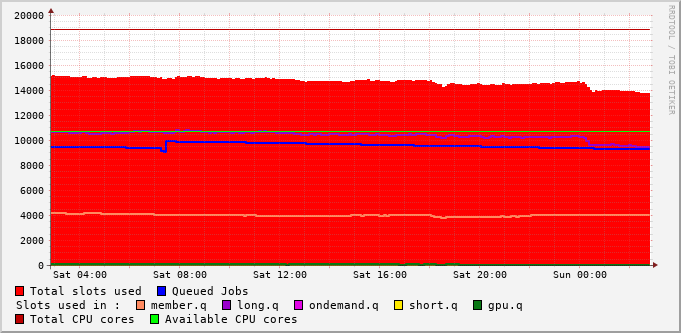 20000
18000
16000
14000
12000
10000
8000
6000
4000
2000
0
Sat 04:00 Sat 08:00 Sat 12:00 Sat 16:00 Sat 20:00 Sun 00:00
RRDTOOL / TOBI OETIKER
Total slots used Queued Jobs
Slots used in : member.q long.q ondemand.q short.q gpu.q
Total CPU cores Available CPU cores